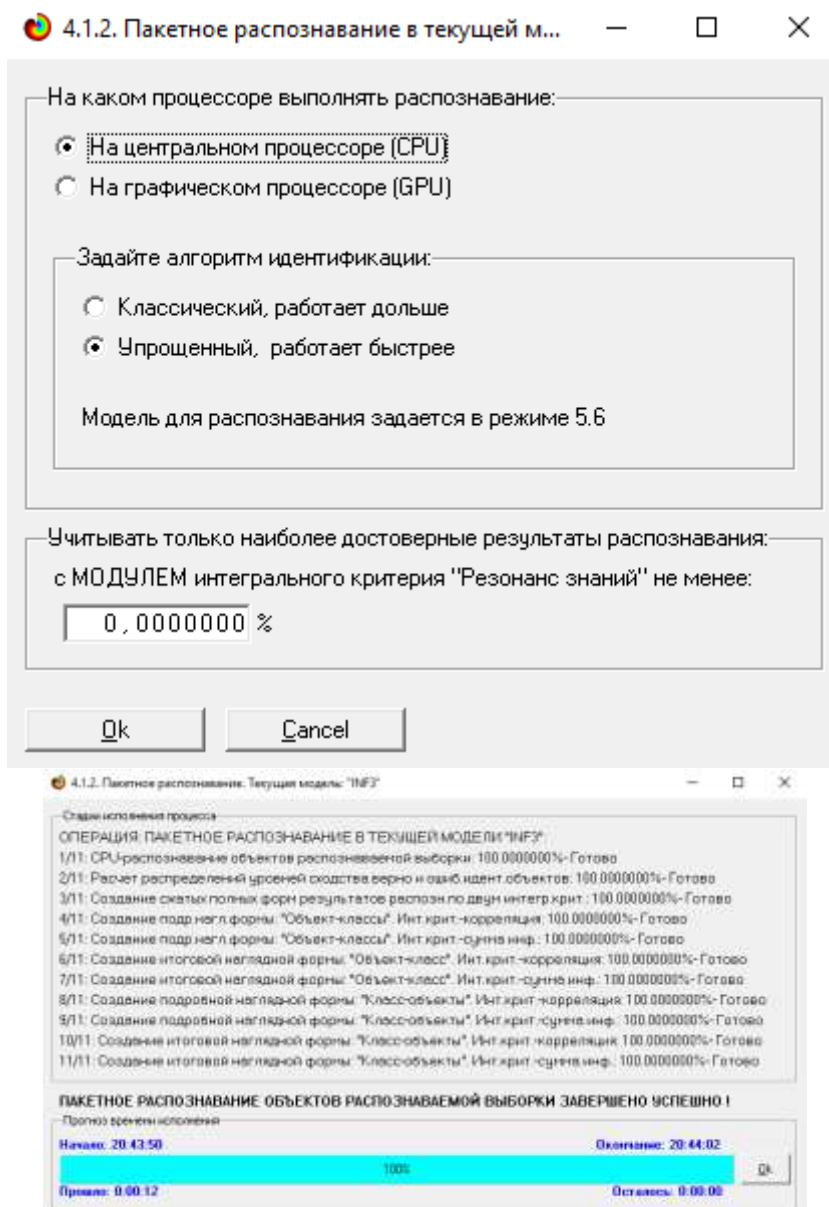 4.1.2. Пакетное распознавание в текущей м...
На каком процессоре выполнять распознавание:
На центральном процессоре (CPU)
На графическом процессоре (GPU)
Задайте алгоритм идентификации:
Классический, работает дольше
Упрощенный, работает быстрее
Модель для распознавания задается в режиме 5.6
Учитывать только наиболее достоверные результаты распознавания:
с МОДУЛЕМ интегрального критерия "Резонанс знаний" не менее:
0,0000000 %
Ok
Cancel
4.1.2. Пакетное распознавание. Текущая модель: "INF3"
Стадии исполнения процесса
ОПЕРАЦИЯ: ПАКЕТНОЕ РАСПОЗНАВАНИЕ В ТЕКУЩЕЙ МОДЕЛИ "INF3":
1/11: CPU-распознавание объектов распознаваемой выборки: 100.0000000%-Готово
2/11: Расчет распределений уровней сходства верно и ошиб.идент.объектов: 100.0000000%-Готово
3/11: Создание сжатых полных форм результатов распозн.по двум интегр.крит.: 100.0000000%-Готово
4/11: Создание подр.нагл.формы: "Объект-классы". Инт.крит.-корреляция: 100.0000000%-Готово
5/11: Создание подр.нагл.формы: "Объект-классы". Инт.крит.-сумма инф.: 100.0000000%-Готово
6/11: Создание итоговой наглядной формы: "Объект-класс". Инт.крит.-корреляция: 100.0000000%-Готово
7/11: Создание итоговой наглядной формы: "Объект-класс". Инт.крит.-сумма инф.: 100.0000000%-Готово
8/11: Создание подробной наглядной формы: "Класс-объекты". Инт.крит.-корреляция: 100.0000000%-Готово
9/11: Создание подробной наглядной формы: "Класс-объекты". Инт.крит.-сумма инф.: 100.0000000%-Готово
10/11: Создание итоговой наглядной формы: "Класс-объекты". Инт.крит.-корреляция: 100.0000000%-Готово
11/11: Создание итоговой наглядной формы: "Класс-объекты". Инт.крит.-сумма инф.: 100.0000000%-Готово
ПАКЕТНОЕ РАСПОЗНАВАНИЕ ОБЪЕКТОВ РАСПОЗНАВАЕМОЙ ВЫБОРКИ ЗАВЕРШЕНО УСПЕШНО !
Прогноз времени исполнения
Начало: 20:43:50
Окончание: 20:44:02
100%
Ok
Прошло: 0:00:12
Осталось: 0:00:00